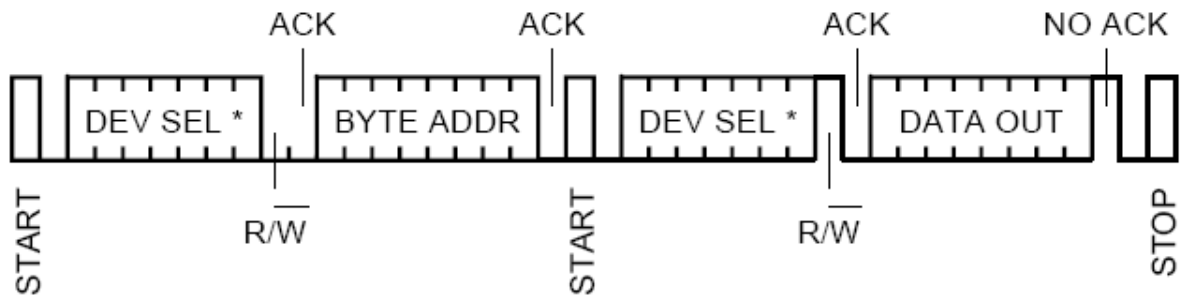 ACK ACK ACK NO ACK
DEV SEL * BYTE ADDR DEV SEL * DATA OUT
START R/W̅ START R/W̅ STOP